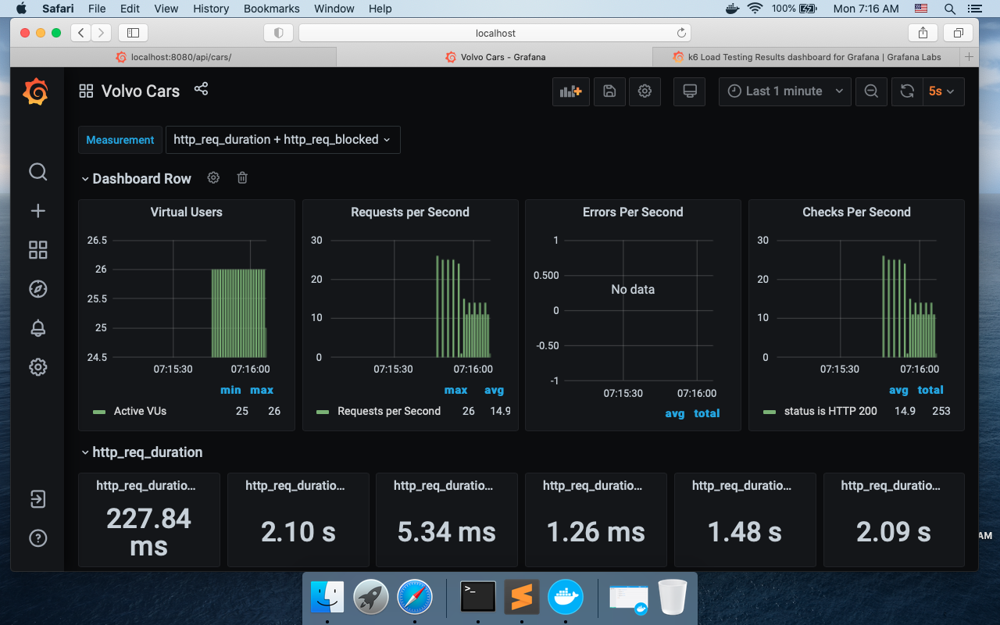 Safari File Edit View History Bookmarks Window Help 100% Mon 7:16 AM
localhost
localhost:8080/api/cars/
Volvo Cars - Grafana
k6 Load Testing Results dashboard for Grafana | Grafana Labs
Volvo Cars
Last 1 minute
5s
Measurement
http_req_duration + http_req_blocked
Dashboard Row
Virtual Users
26.5
26
25.5
25
24.5
07:15:30 07:16:00
min max
Active VUs 25 26
Requests per Second
30
20
10
0
07:15:30 07:16:00
max avg
Requests per Second 26 14.9
Errors Per Second
1
0.500
0
-0.50
-1
No data
07:15:30 07:16:00
avg total
Checks Per Second
30
20
10
0
07:15:30 07:16:00
avg total
status is HTTP 200 14.9 253
http_req_duration
http_req_duratio...
227.84
ms
http_req_duratio...
2.10 s
http_req_duratio...
5.34 ms
http_req_duratio...
1.26 ms
http_req_duratio...
1.48 s
http_req_duratio...
2.09 s
AM
>_